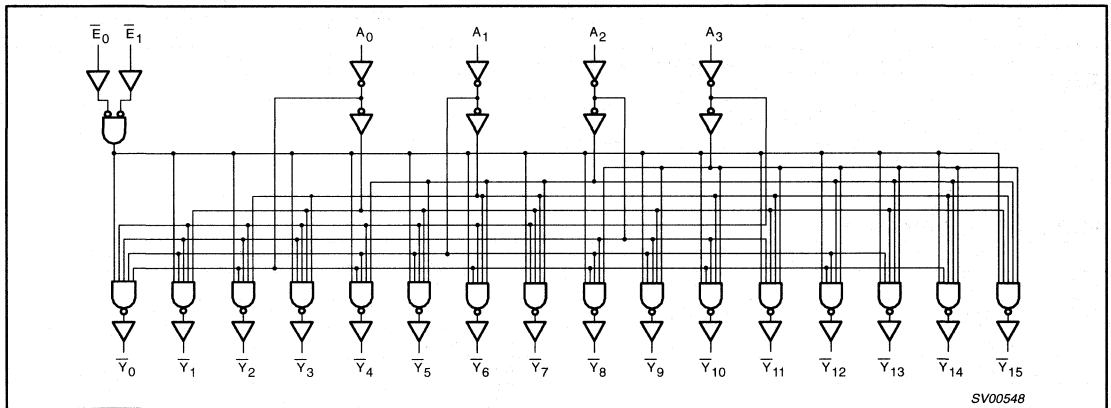 E̅0 E̅1 A0 A1 A2 A3
Y̅0 Y̅1 Y̅2 Y̅3 Y̅4 Y̅5 Y̅6 Y̅7 Y̅8 Y̅9 Y̅10 Y̅11 Y̅12 Y̅13 Y̅14 Y̅15
SV00548